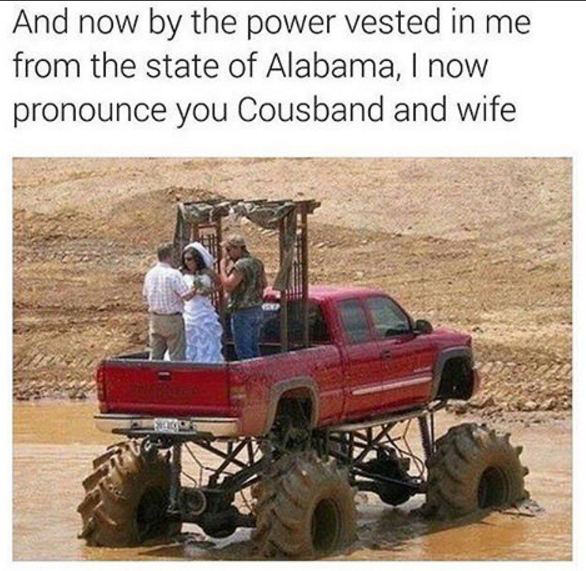 And now by the power vested in me
from the state of Alabama, I now
pronounce you Cousband and wife